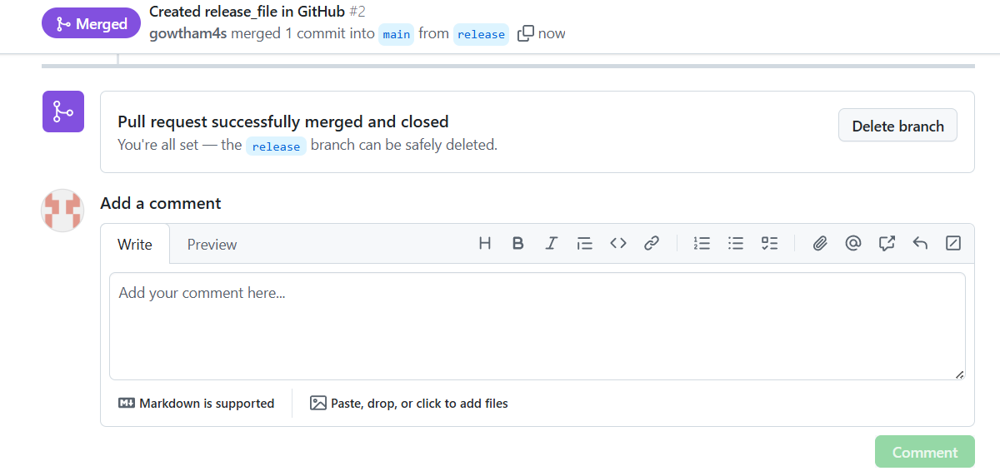 Merged
Created release_file in GitHub #2
gowtham4s merged 1 commit into main from release now
Pull request successfully merged and closed
You're all set — the release branch can be safely deleted.
Delete branch
Add a comment
Write
Preview
Add your comment here...
Markdown is supported
Paste, drop, or click to add files
Comment